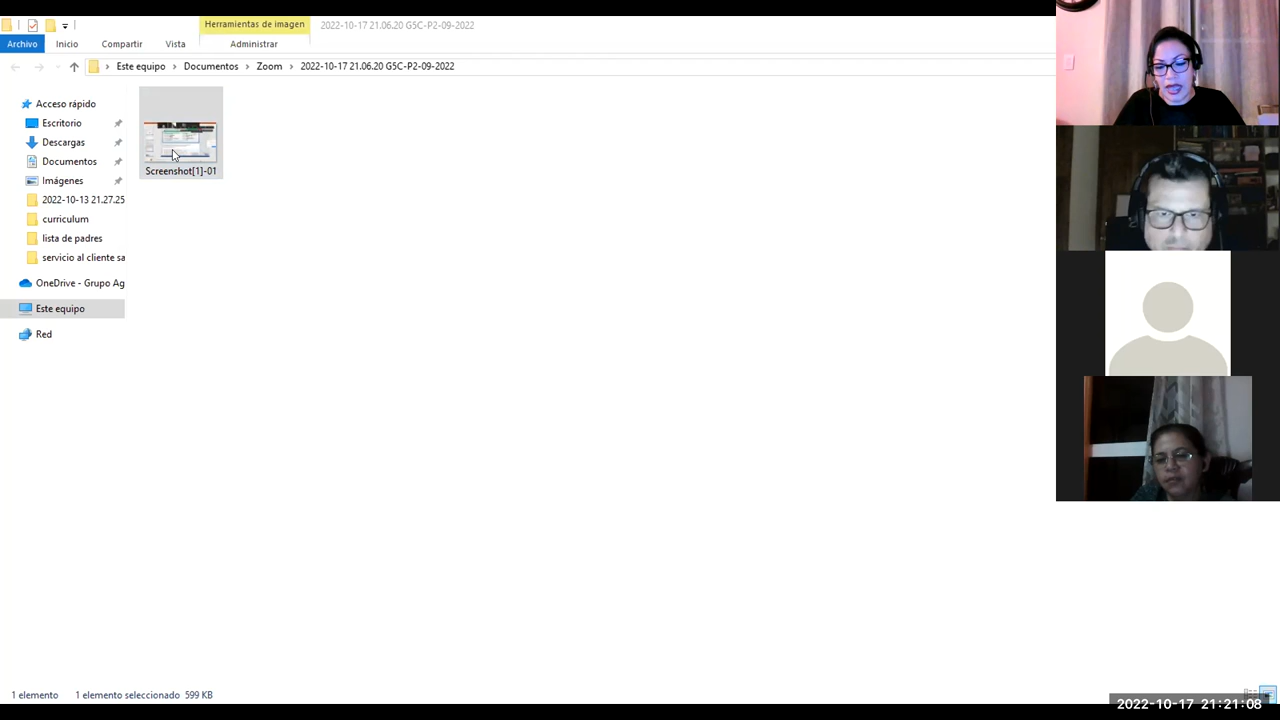 Herramientas de imagen
2022-10-17 21.06.20 G5C-P2-09-2022
Archivo
Inicio
Compartir
Vista
Administrar
Este equipo
Documentos
Zoom
2022-10-17 21.06.20 G5C-P2-09-2022
Acceso rápido
Escritorio
Descargas
Documentos
Imágenes
2022-10-13 21.27.25
curriculum
lista de padres
servicio al cliente sa
OneDrive - Grupo Ag
Este equipo
Red
Screenshot[1]-01
1 elemento
1 elemento seleccionado 599 KB
2022-10-17 21:21:08